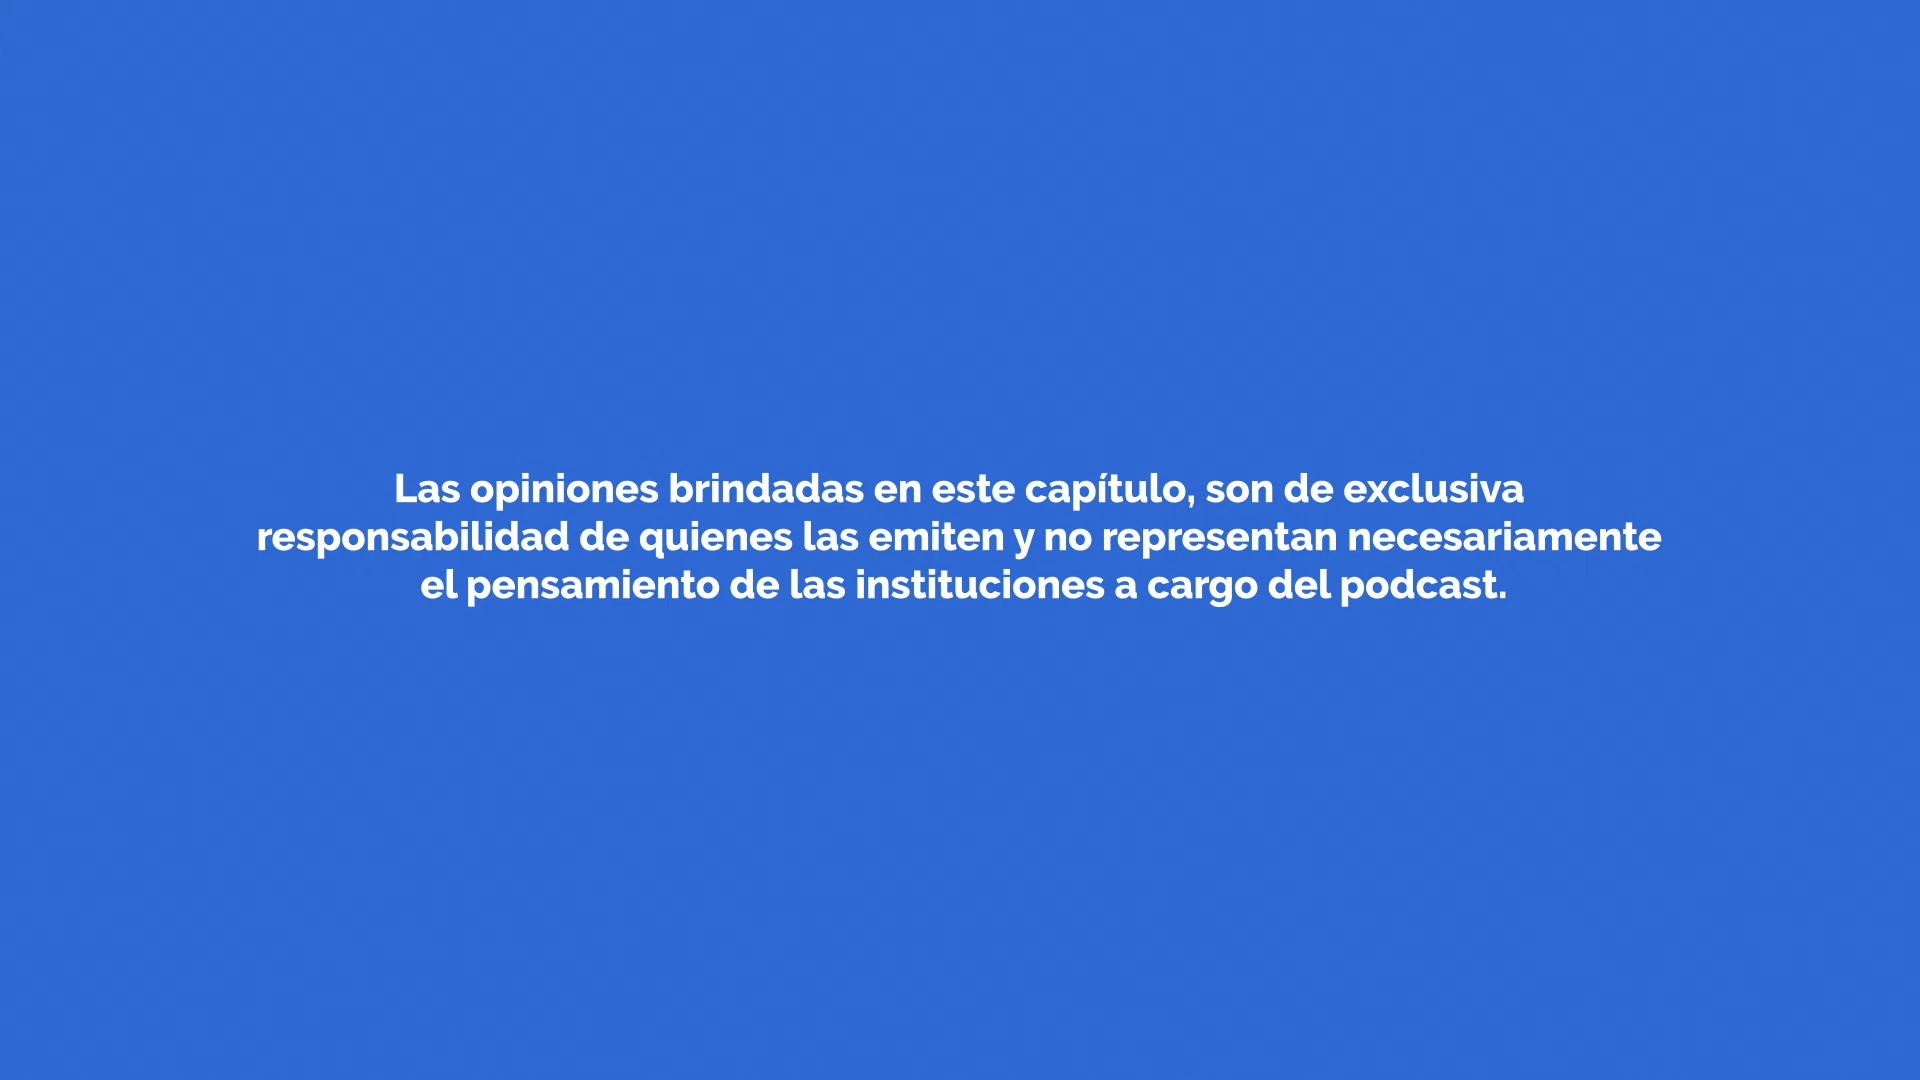 Las opiniones brindadas en este capítulo, son de exclusiva
responsabilidad de quienes las emiten y no representan necesariamente
el pensamiento de las instituciones a cargo del podcast.